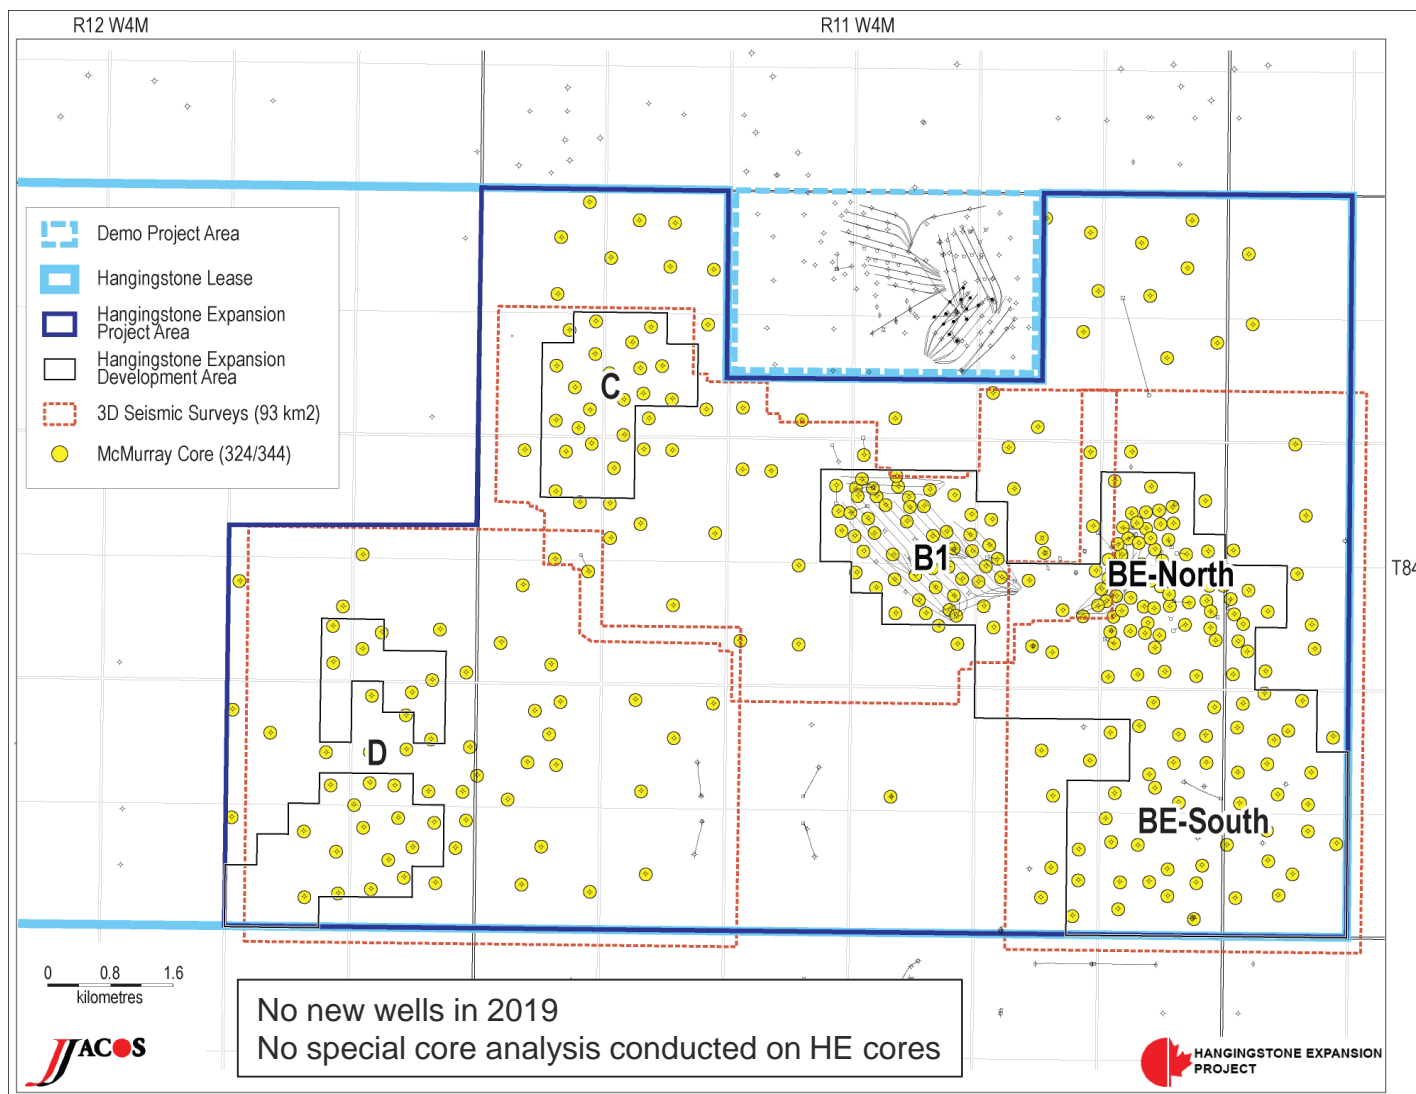 R12 W4M
R11 W4M
Demo Project Area
Hangingstone Lease
Hangingstone Expansion
Project Area
Hangingstone Expansion
Development Area
3D Seismic Surveys (93 km2)
McMurray Core (324/344)
C
B1
BE-North
T84
D
BE-South
0 0.8 1.6
kilometres
No new wells in 2019
No special core analysis conducted on HE cores
JACOS
HANGINGSTONE EXPANSION
PROJECT